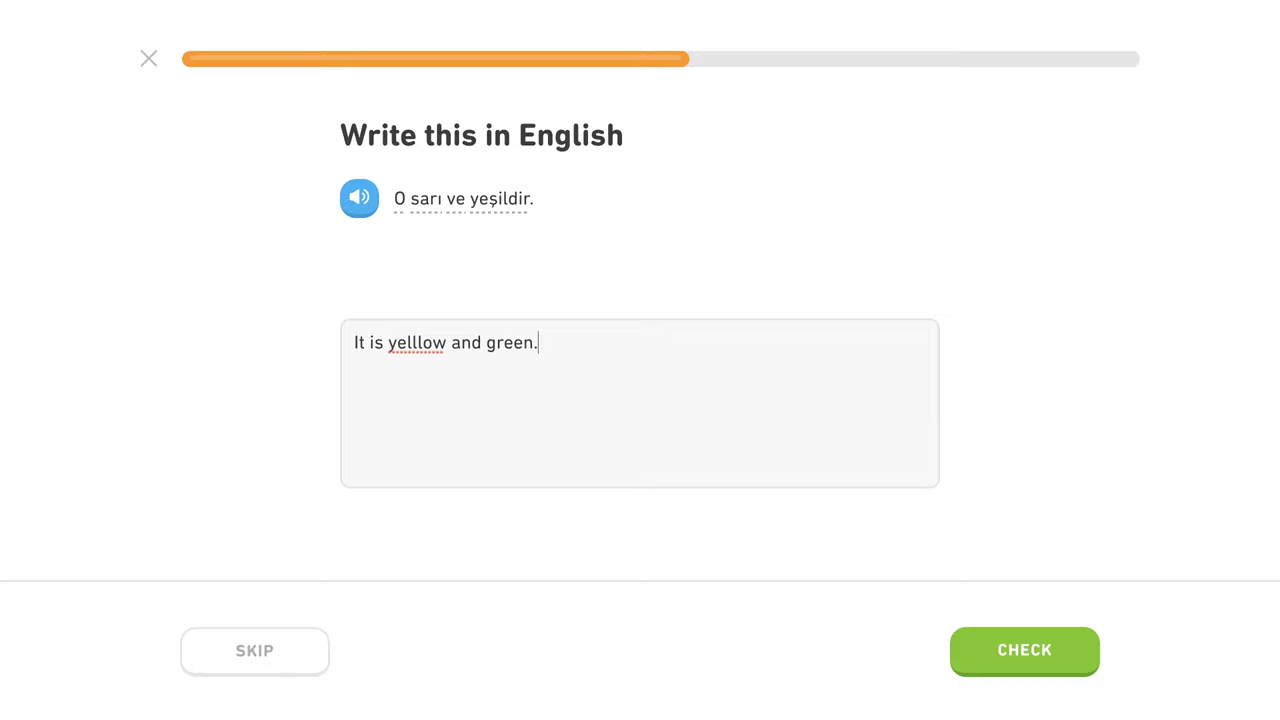 Write this in English
O sarı ve yeşildir.
It is yelllow and green.
SKIP
CHECK